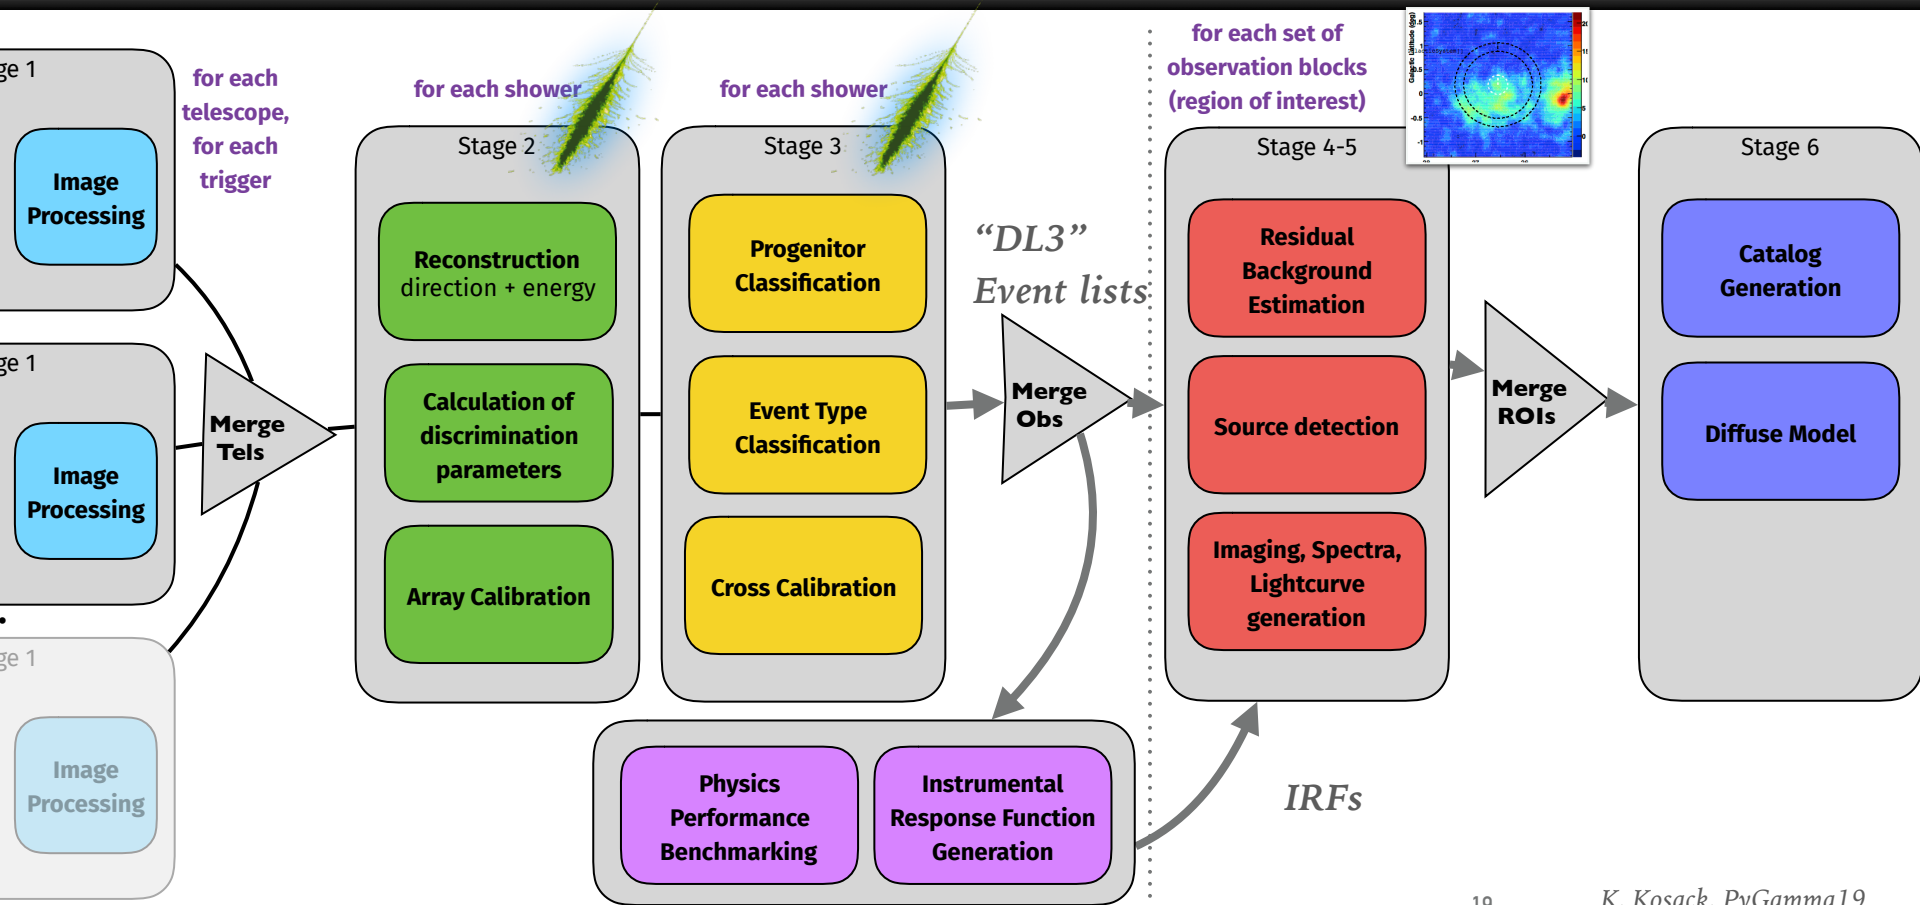 ge 1
Image
Processing
ge 1
Image
Processing
ge 1
Image
Processing
for each
telescope,
for each
trigger
Merge
Tels
for each shower
Stage 2
Reconstruction
direction + energy
Calculation of
discrimination
parameters
Array Calibration
for each shower
Stage 3
Progenitor
Classification
Event Type
Classification
Cross Calibration
“DL3”
Event lists
Merge
Obs
Physics
Performance
Benchmarking
Instrumental
Response Function
Generation
IRFs
for each set of
observation blocks
(region of interest)
Galactic Latitude (deg)
Stage 4-5
Residual
Background
Estimation
Source detection
Imaging, Spectra,
Lightcurve
generation
Merge
ROIs
Stage 6
Catalog
Generation
Diffuse Model
19
K. Kosack, PyGamma19